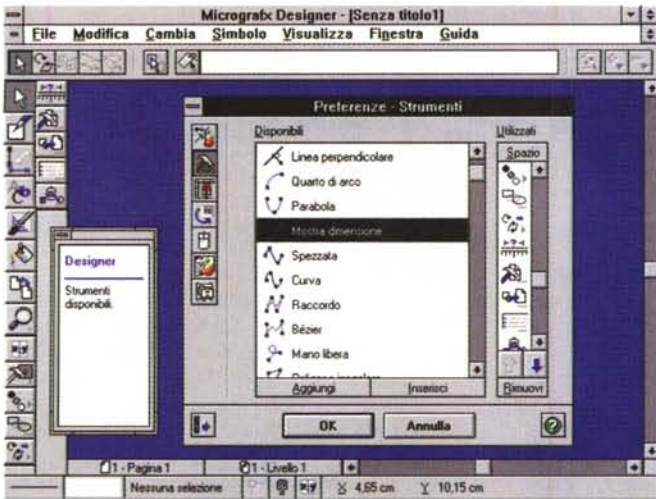 Micrografx Designer - [Senza titolo1]
File Modifica Cambia Simbolo Visualizza Finestra Guida
Preferenze - Strumenti
Disponibili
Utilizzati
Linea perpendicolare
Quarto di arco
Parabola
Mostra dimensione
Spezzata
Curva
Raccordo
Bézier
Mano libera
Spazio
Aggiungi
Inserisci
Rimuovi
OK
Annulla
Designer
Strumenti
disponibili.
1 - Pagina 1
1 - Livello 1
Nessuna selezione
X 4,65 cm Y 10,15 cm